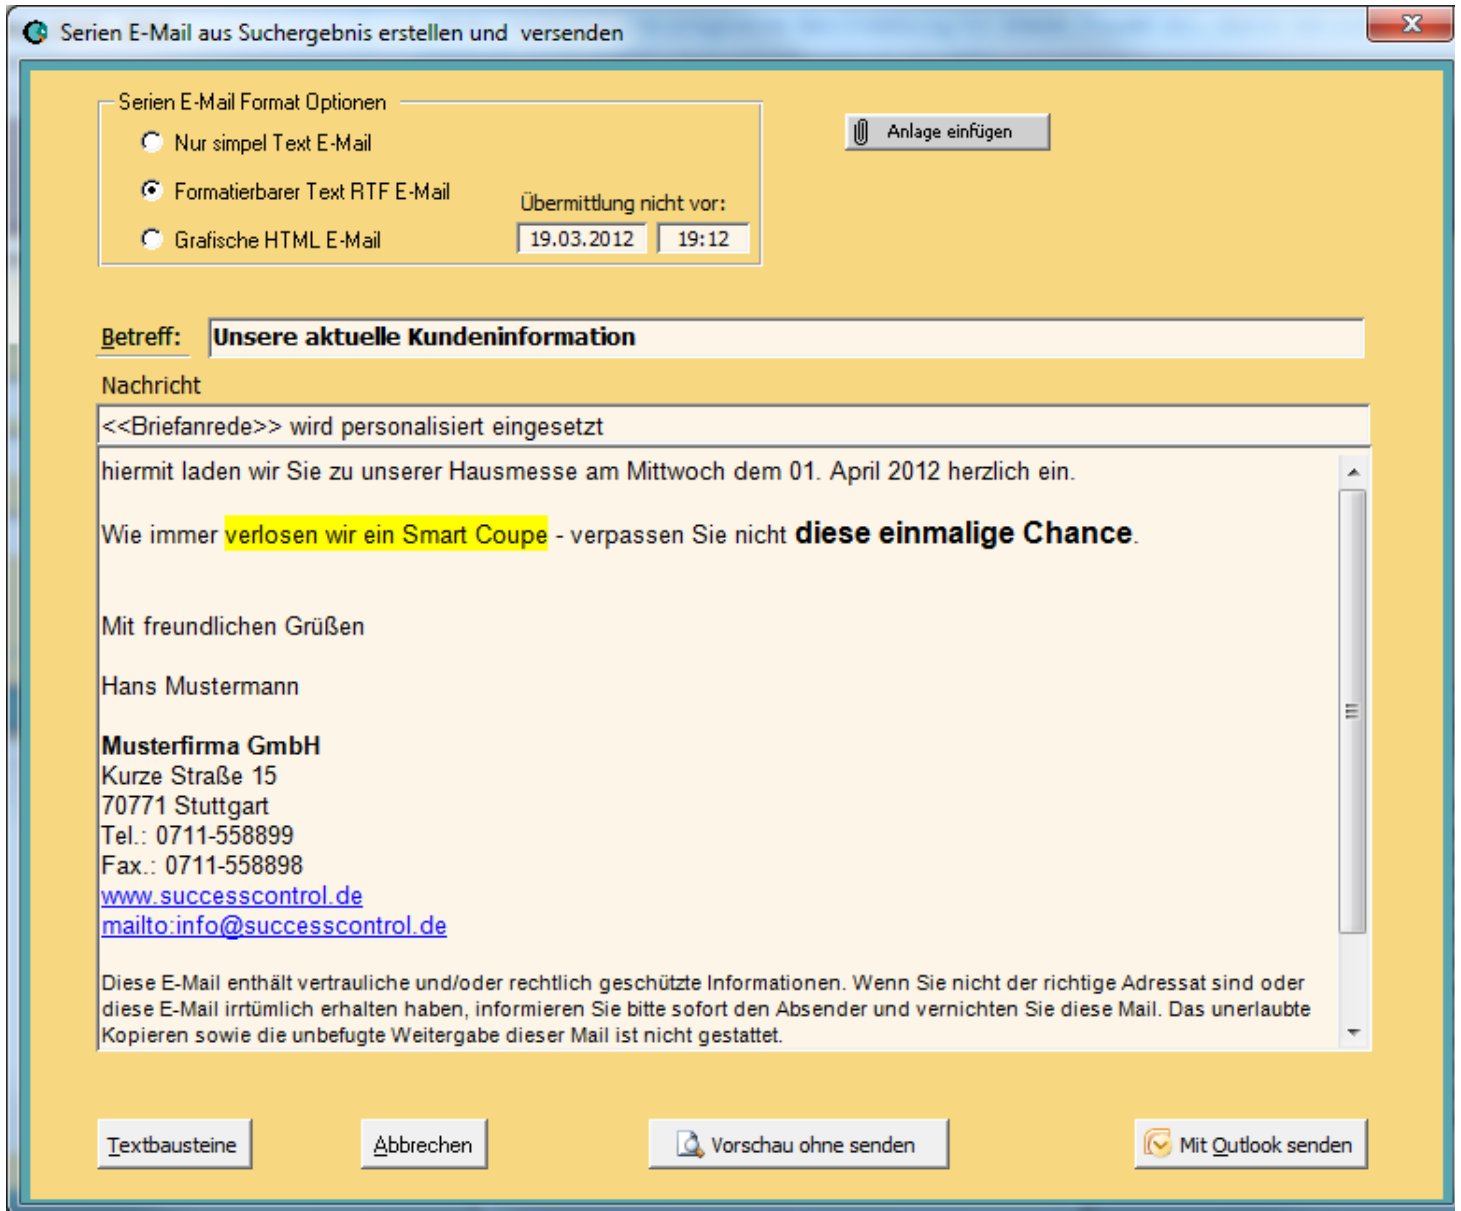 Serien E-Mail aus Suchergebnis erstellen und  versenden
Serien E-Mail Format Optionen
Nur simpel Text E-Mail
Anlage einfügen
Formatierbarer Text RTF E-Mail
Übermittlung nicht vor:
Grafische HTML E-Mail
19.03.2012 19:12
Betreff: Unsere aktuelle Kundeninformation
Nachricht
<<Briefanrede>> wird personalisiert eingesetzt
hiermit laden wir Sie zu unserer Hausmesse am Mittwoch dem 01. April 2012 herzlich ein.
Wie immer verlosen wir ein Smart Coupe - verpassen Sie nicht diese einmalige Chance.
Mit freundlichen Grüßen
Hans Mustermann
Musterfirma GmbH
Kurze Straße 15
70771 Stuttgart
Tel.: 0711-558899
Fax.: 0711-558898
www.successcontrol.de
mailto:info@successcontrol.de
Diese E-Mail enthält vertrauliche und/oder rechtlich geschützte Informationen. Wenn Sie nicht der richtige Adressat sind oder
diese E-Mail irrtümlich erhalten haben, informieren Sie bitte sofort den Absender und vernichten Sie diese Mail. Das unerlaubte
Kopieren sowie die unbefugte Weitergabe dieser Mail ist nicht gestattet.
Textbausteine Abbrechen Vorschau ohne senden Mit Outlook senden